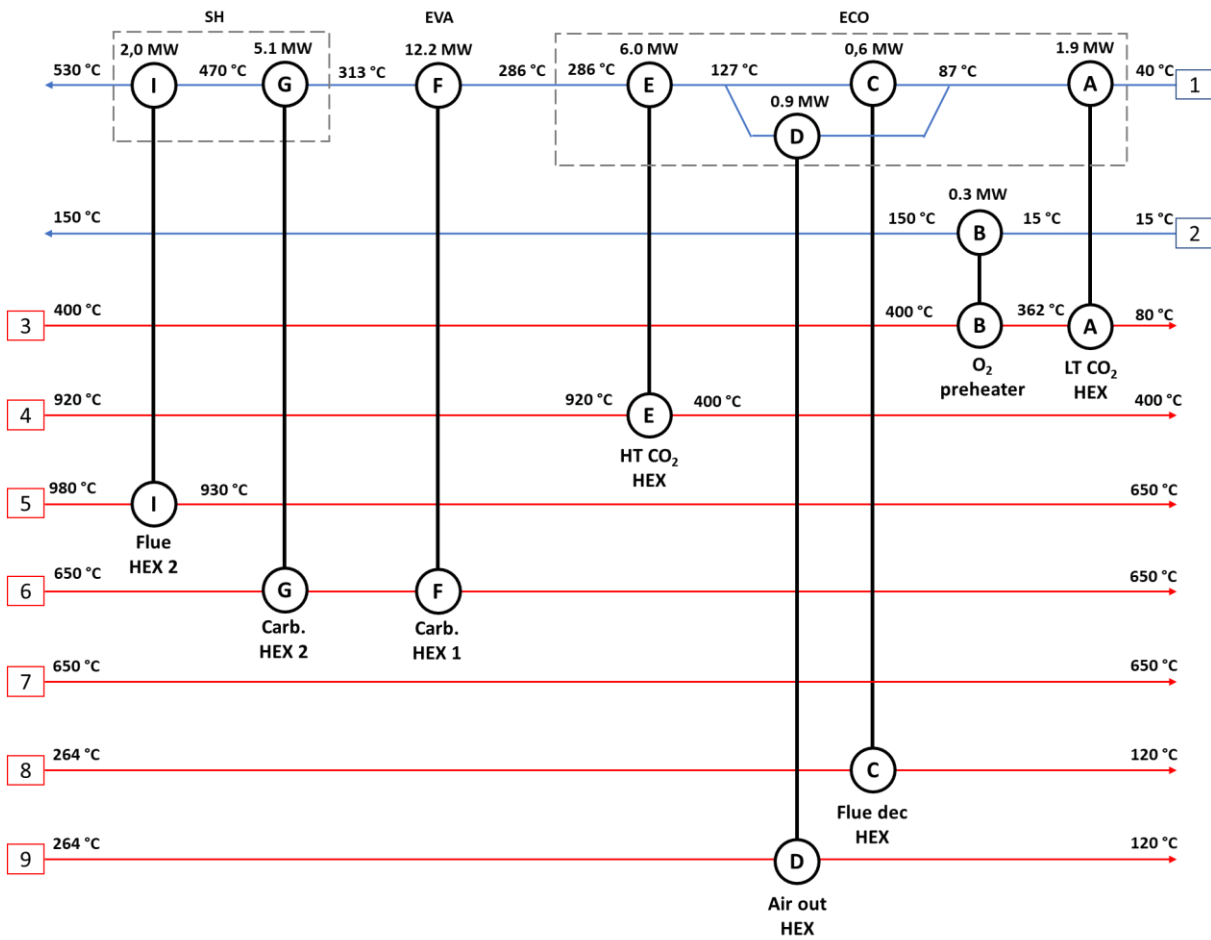 SH
EVA
ECO
2,0 MW
5.1 MW
12.2 MW
6.0 MW
0,6 MW
1.9 MW
530 °C
I
470 °C
G
313 °C
F
286 °C
286 °C
E
127 °C
C
87 °C
A
40 °C
1
0.9 MW
D
0.3 MW
150 °C
150 °C
B
15 °C
15 °C
2
3
400 °C
400 °C
B
362 °C
A
80 °C
O2
preheater
LT CO2
HEX
4
920 °C
920 °C
E
400 °C
400 °C
HT CO2
HEX
5
980 °C
I
930 °C
650 °C
Flue
HEX 2
6
650 °C
G
F
650 °C
Carb.
HEX 2
Carb.
HEX 1
7
650 °C
650 °C
8
264 °C
C
120 °C
Flue dec
HEX
9
264 °C
D
120 °C
Air out
HEX